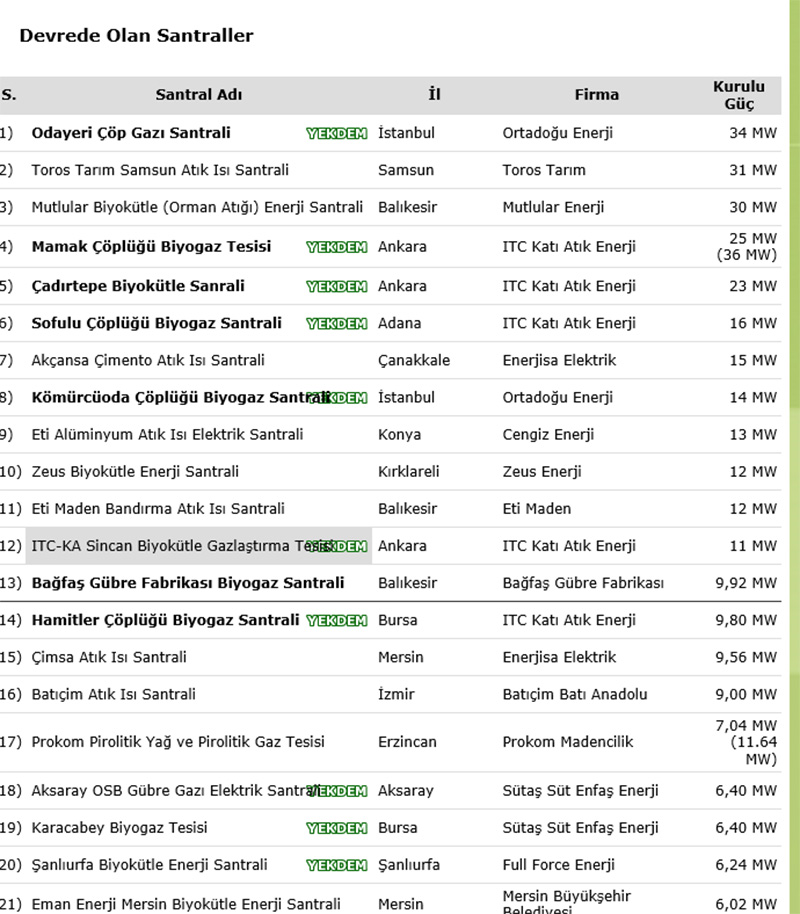 Devrede Olan Santraller
S. Santral Adı İl Firma Kurulu Güç
1) Odayeri Çöp Gazı Santrali YEKDEM İstanbul Ortadoğu Enerji 34 MW
2) Toros Tarım Samsun Atık Isı Santrali Samsun Toros Tarım 31 MW
3) Mutlular Biyokütle (Orman Atığı) Enerji Santrali Balıkesir Mutlular Enerji 30 MW
4) Mamak Çöplüğü Biyogaz Tesisi YEKDEM Ankara ITC Katı Atık Enerji 25 MW (36 MW)
5) Çadırtepe Biyokütle Sanrali YEKDEM Ankara ITC Katı Atık Enerji 23 MW
6) Sofulu Çöplüğü Biyogaz Santrali YEKDEM Adana ITC Katı Atık Enerji 16 MW
7) Akçansa Çimento Atık Isı Santrali Çanakkale Enerjisa Elektrik 15 MW
8) Kömürcüoda Çöplüğü Biyogaz Santrali YEKDEM İstanbul Ortadoğu Enerji 14 MW
9) Eti Alüminyum Atık Isı Elektrik Santrali Konya Cengiz Enerji 13 MW
10) Zeus Biyokütle Enerji Santrali Kırklareli Zeus Enerji 12 MW
11) Eti Maden Bandırma Atık Isı Santrali Balıkesir Eti Maden 12 MW
12) ITC-KA Sincan Biyokütle Gazlaştırma Tesisi YEKDEM Ankara ITC Katı Atık Enerji 11 MW
13) Bağfaş Gübre Fabrikası Biyogaz Santrali Balıkesir Bağfaş Gübre Fabrikası 9,92 MW
14) Hamitler Çöplüğü Biyogaz Santrali YEKDEM Bursa ITC Katı Atık Enerji 9,80 MW
15) Çimsa Atık Isı Santrali Mersin Enerjisa Elektrik 9,56 MW
16) Batıçim Atık Isı Santrali İzmir Batıçim Batı Anadolu 9,00 MW
17) Prokom Pirolitik Yağ ve Pirolitik Gaz Tesisi Erzincan Prokom Madencilik 7,04 MW (11.64 MW)
18) Aksaray OSB Gübre Gazı Elektrik Santrali YEKDEM Aksaray Sütaş Süt Enfaş Enerji 6,40 MW
19) Karacabey Biyogaz Tesisi YEKDEM Bursa Sütaş Süt Enfaş Enerji 6,40 MW
20) Şanlıurfa Biyokütle Enerji Santrali YEKDEM Şanlıurfa Full Force Enerji 6,24 MW
21) Eman Enerji Mersin Biyokütle Enerji Santrali Mersin Mersin Büyükşehir Belediyesi 6,02 MW